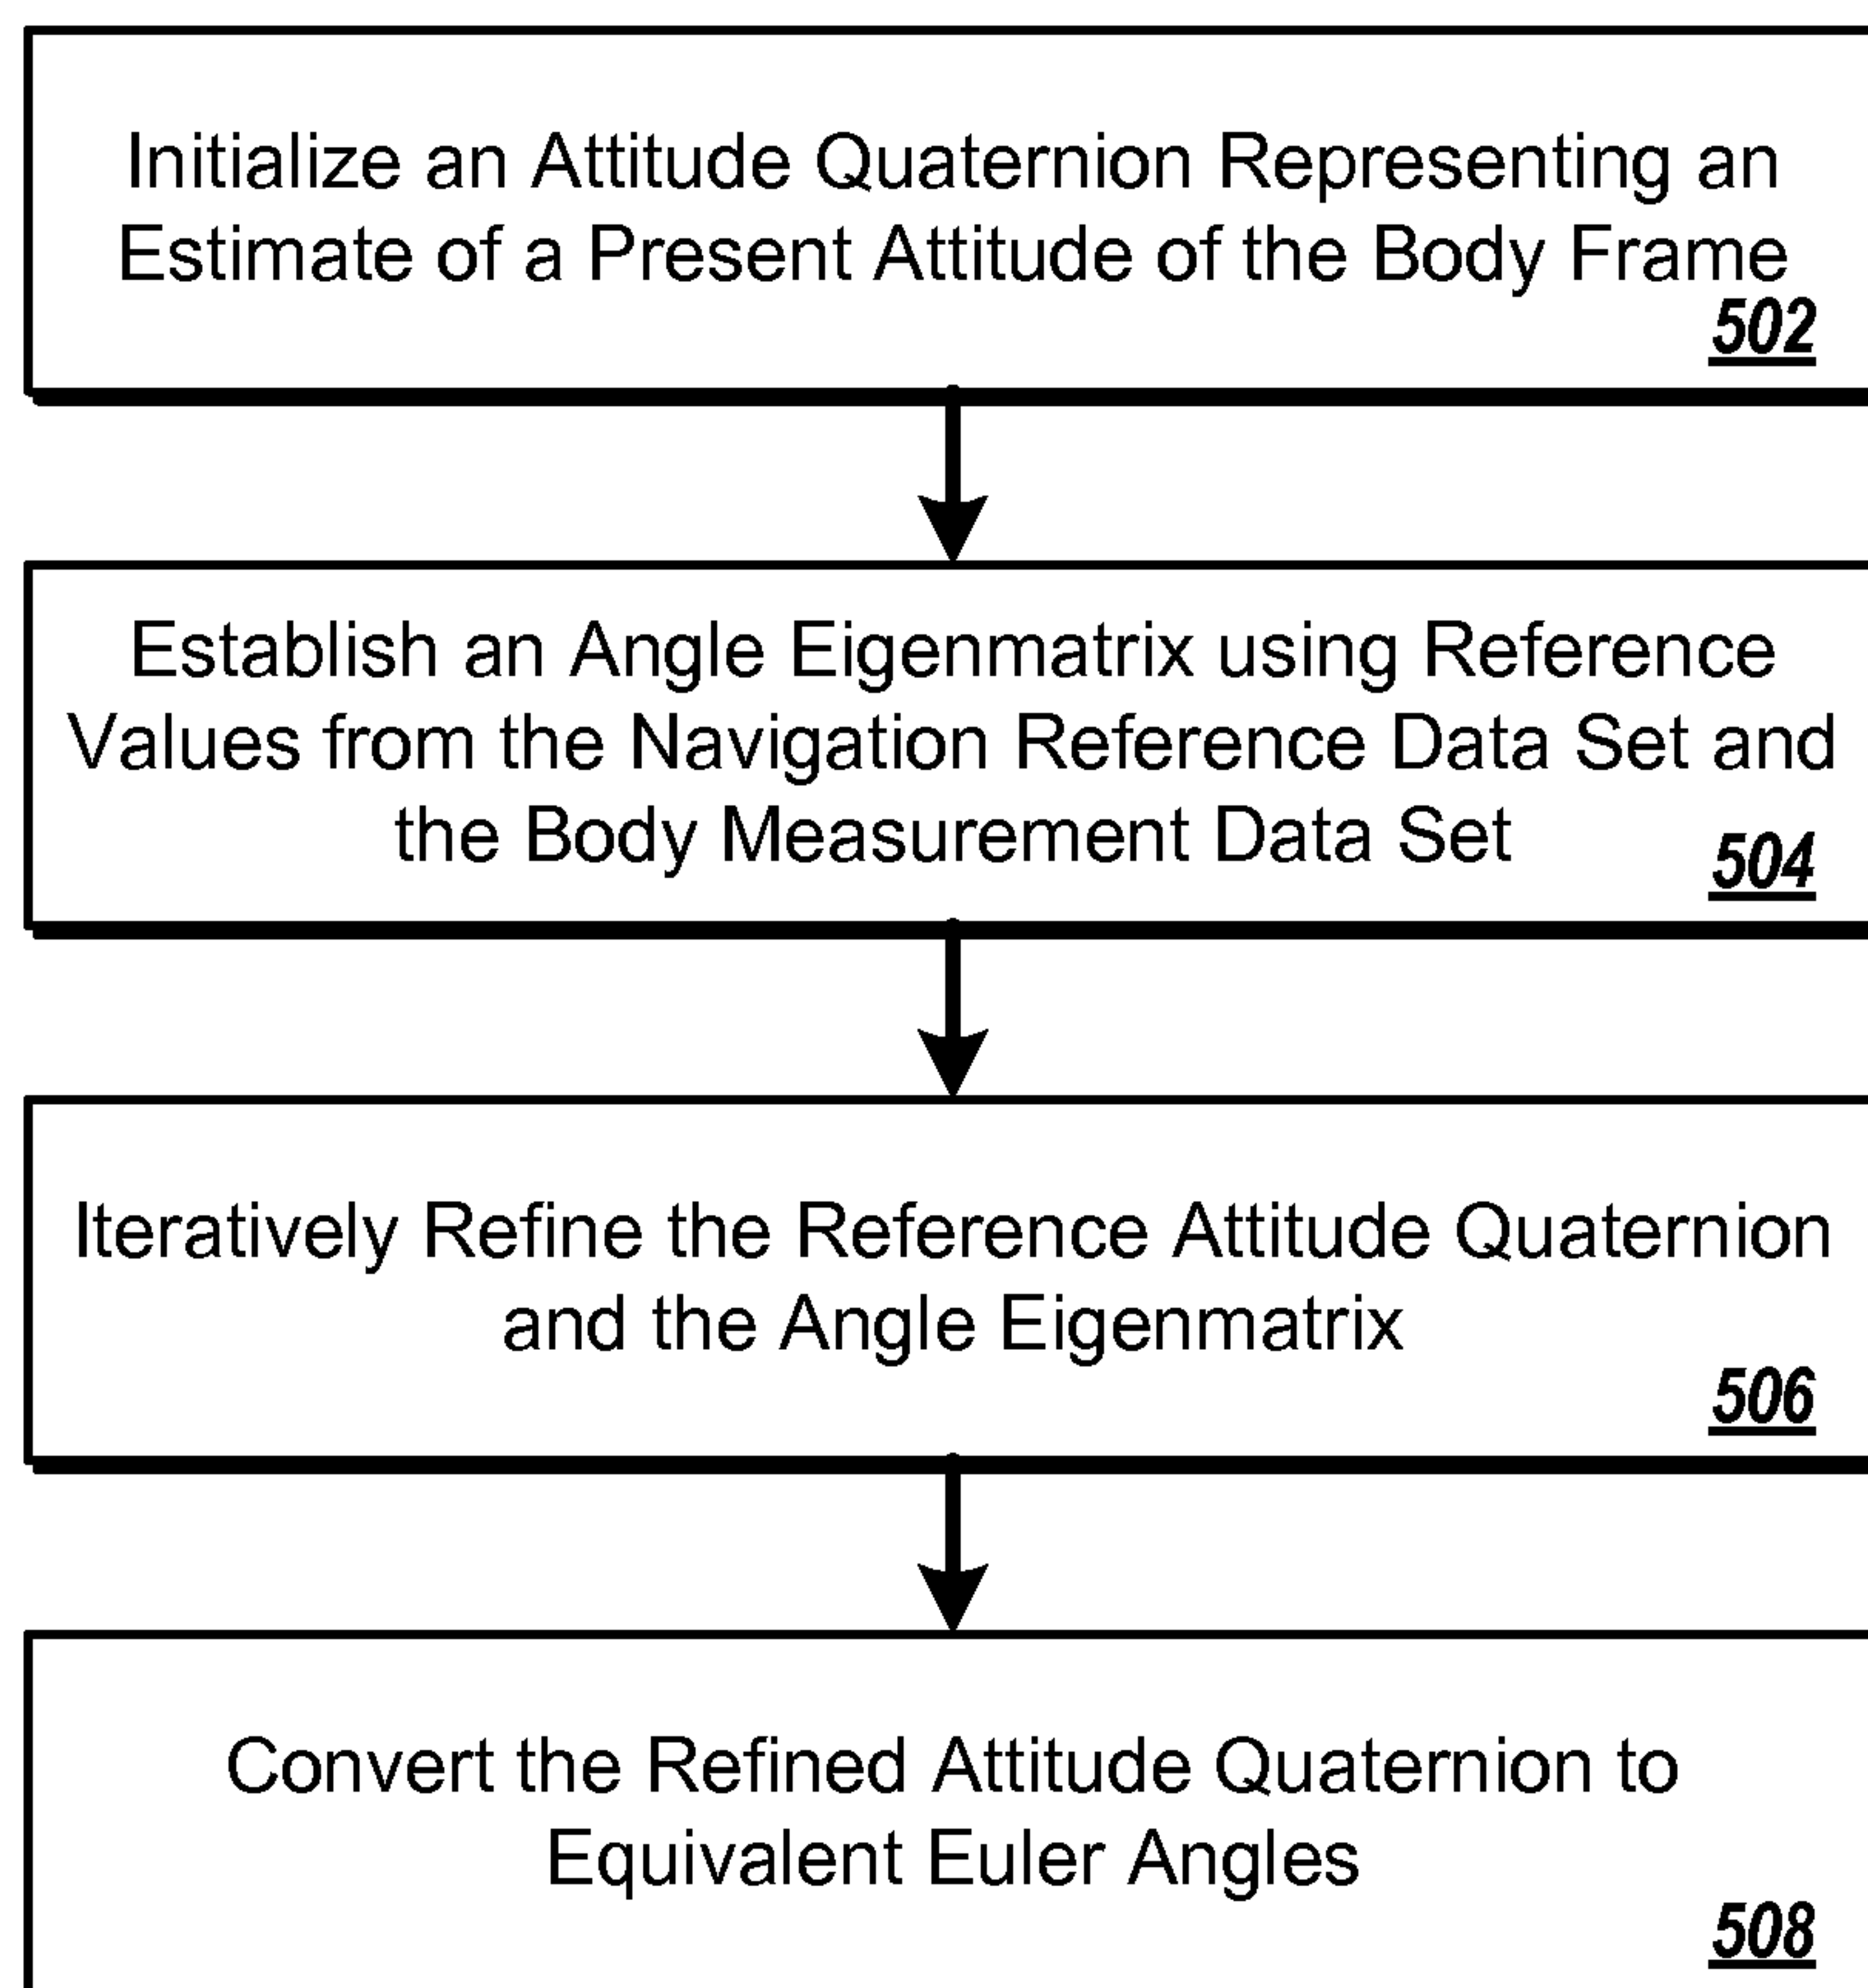 Initialize an Attitude Quaternion Representing an
Estimate of a Present Attitude of the Body Frame
502
Establish an Angle Eigenmatrix using Reference
Values from the Navigation Reference Data Set and
the Body Measurement Data Set
504
Iteratively Refine the Reference Attitude Quaternion
and the Angle Eigenmatrix
506
Convert the Refined Attitude Quaternion to
Equivalent Euler Angles
508